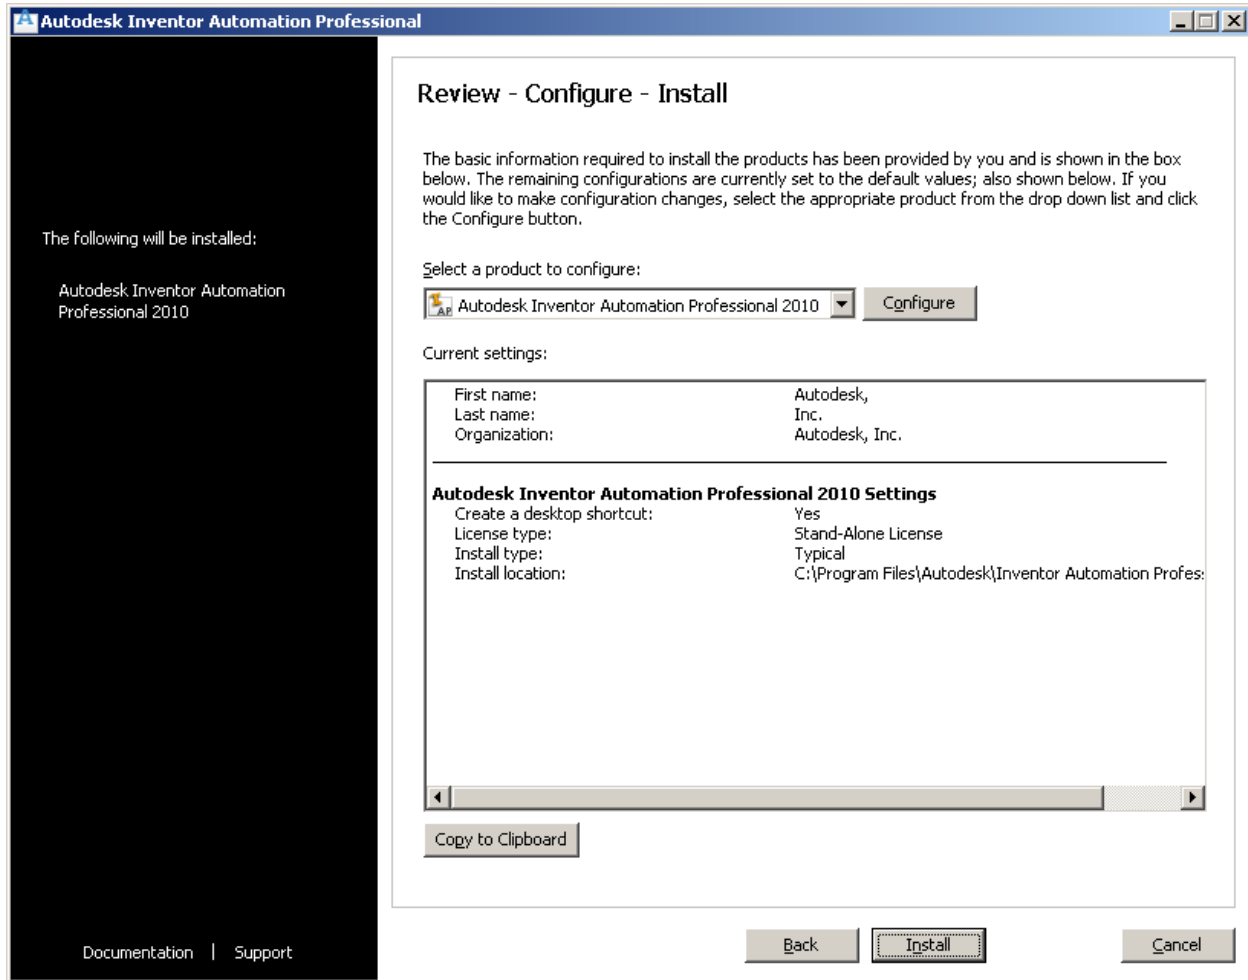 Autodesk Inventor Automation Professional
Review - Configure - Install
The basic information required to install the products has been provided by you and is shown in the box
below. The remaining configurations are currently set to the default values; also shown below. If you
would like to make configuration changes, select the appropriate product from the drop down list and click
the Configure button.
The following will be installed:
Autodesk Inventor Automation
Professional 2010
Select a product to configure:
Autodesk Inventor Automation Professional 2010 Configure
Current settings:
First name: Autodesk,
Last name: Inc.
Organization: Autodesk, Inc.
Autodesk Inventor Automation Professional 2010 Settings
Create a desktop shortcut: Yes
License type: Stand-Alone License
Install type: Typical
Install location: C:\Program Files\Autodesk\Inventor Automation Profes
Copy to Clipboard
Documentation | Support
Back Install Cancel